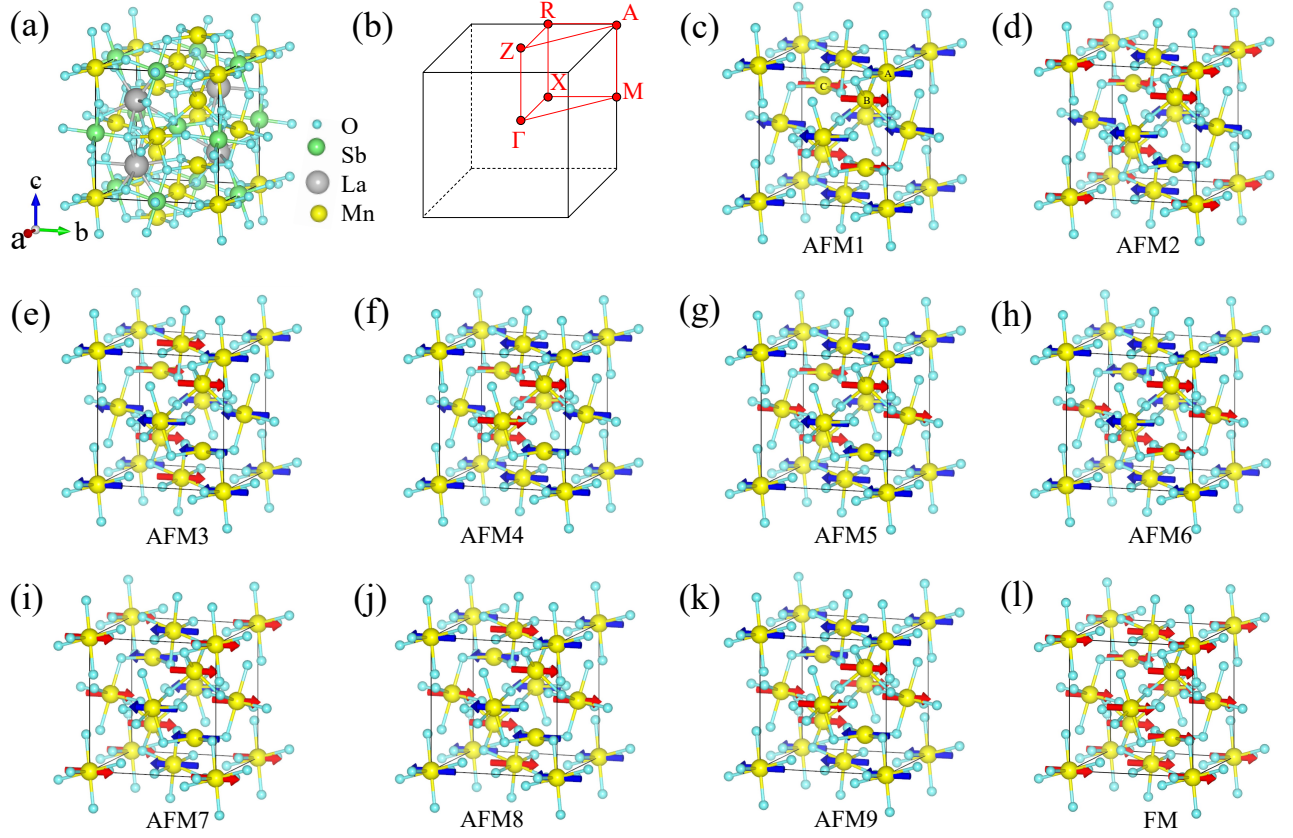 (a)
O
Sb
La
Mn
c
a
b
(b)
R
A
Z
X
M
Γ
(c)
A
C
B
AFM1
(d)
AFM2
(e)
AFM3
(f)
AFM4
(g)
AFM5
(h)
AFM6
(i)
AFM7
(j)
AFM8
(k)
AFM9
(l)
FM